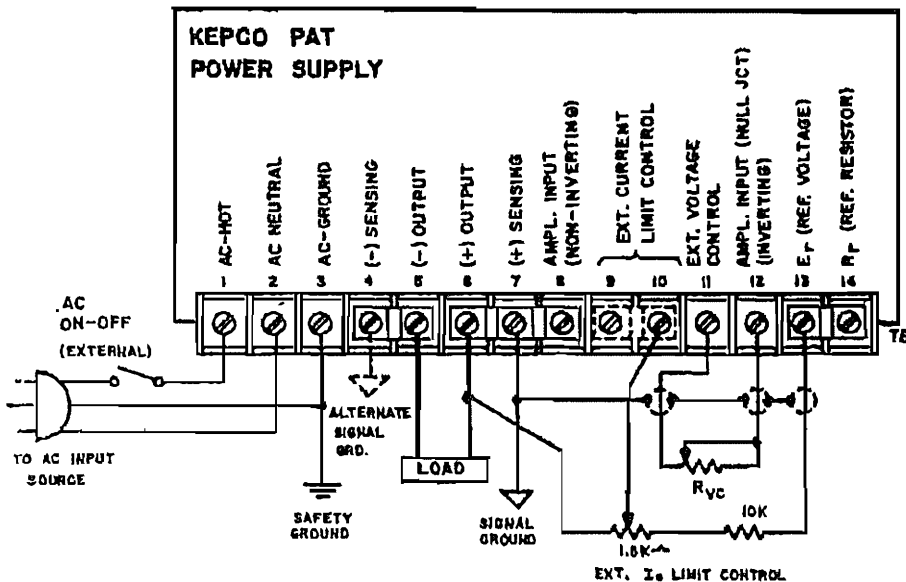 KEPCO PAT
POWER SUPPLY
AC-HOT
AC NEUTRAL
AC-GROUND
(-) SENSING
(-) OUTPUT
(+) OUTPUT
(+) SENSING
AMPL. INPUT
(NON-INVERTING)
EXT. CURRENT
LIMIT CONTROL
EXT. VOLTAGE
CONTROL
AMPL. INPUT (NULL JCT)
(INVERTING)
Er (REF. VOLTAGE)
Rr (REF. RESISTOR)
1 2 3 4 5 6 7 8 9 10 11 12 13 14
TB
AC
ON-OFF
(EXTERNAL)
TO AC INPUT
SOURCE
ALTERNATE
SIGNAL
GRD.
LOAD
SAFETY
GROUND
SIGNAL
GROUND
RVC
10K
EXT. Io LIMIT CONTROL